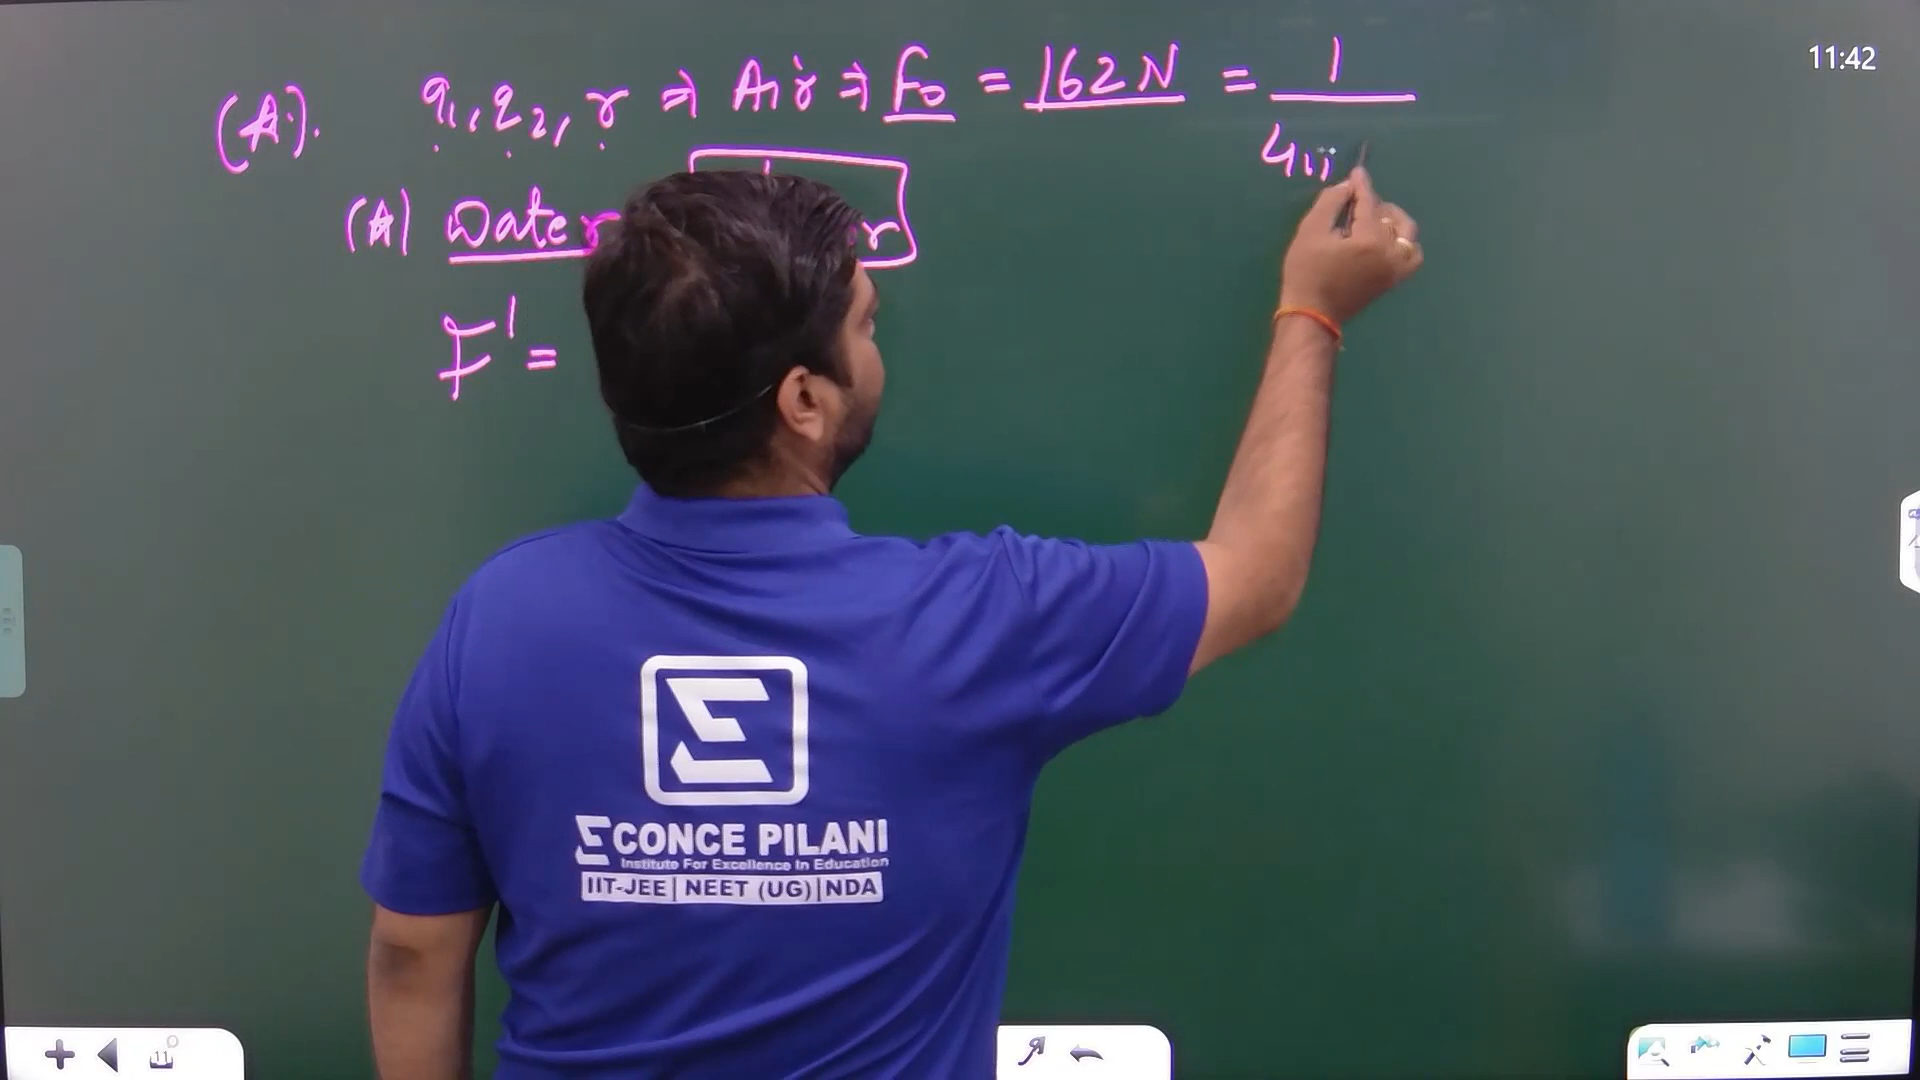 11:42
(A). q1, q2, r ⇒ Air ⇒ F0 = 162N = 1
4π
(A) Water r
F' =
ECONCE PILANI
Institute For Excellence In Education
IIT-JEE | NEET (UG) | NDA
11